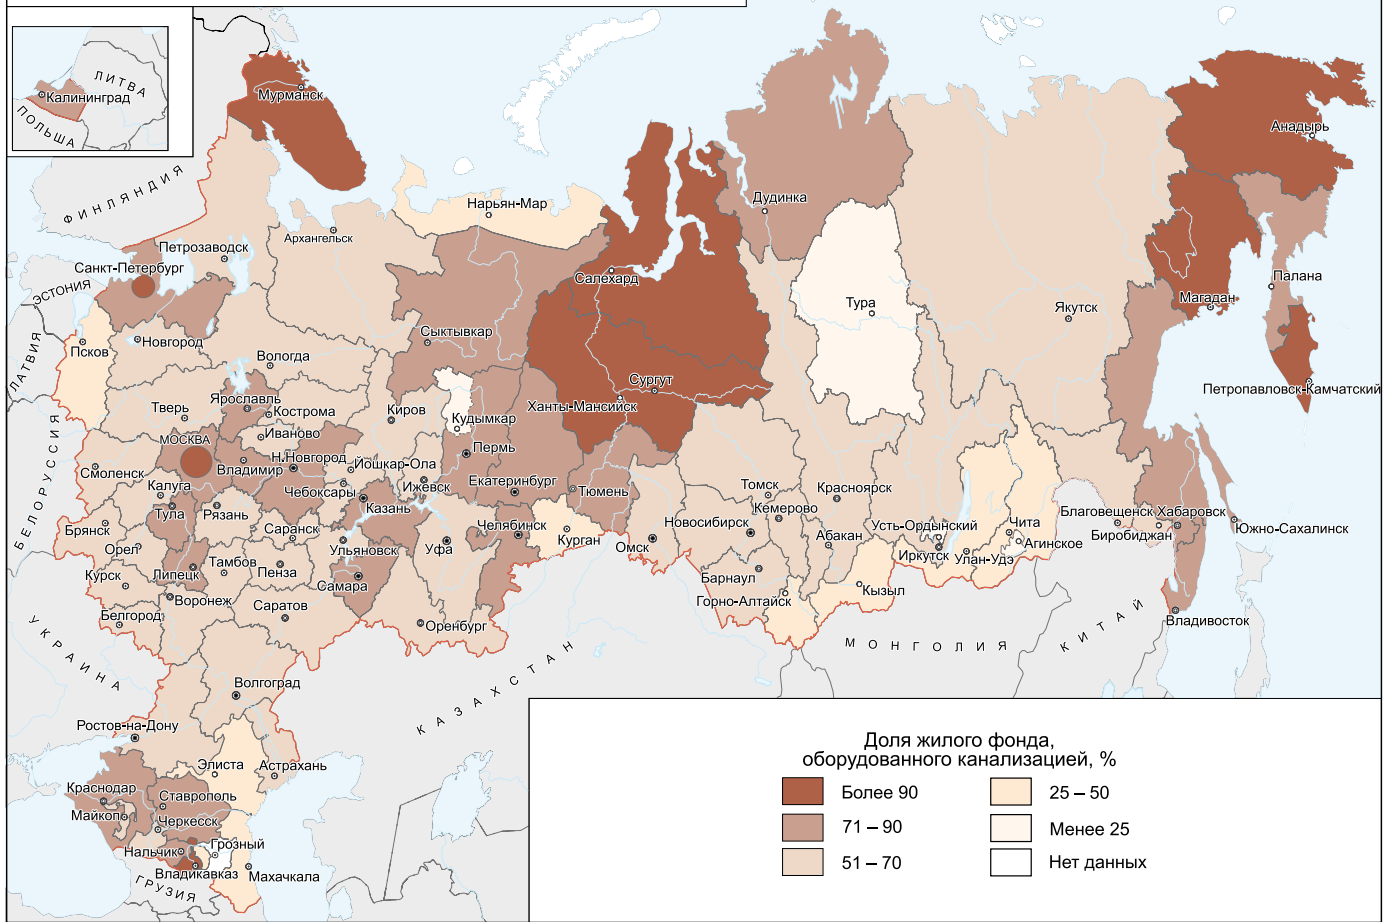 ЛИТВА
Калининград
ПОЛЬША
ФИНЛЯНДИЯ
Мурманск
Анадырь
Нарьян-Мар
Дудинка
Архангельск
Петрозаводск
Санкт-Петербург
ЭСТОНИЯ
Салехард
Палана
Магадан
Тура
Якутск
Сыктывкар
Псков
Новгород
ЛАТВИЯ
Вологда
Сургут
Петропавловск-Камчатский
Ханты-Мансийск
Ярославль
Тверь
Кострома
Киров
Кудымкар
Иваново
МОСКВА
Пермь
Н.Новгород
Йошкар-Ола
Смоленск
Владимир
Калуга
Чебоксары
Ижевск
Екатеринбург
Тюмень
Томск
Красноярск
БЕЛОРУССИЯ
Тула
Рязань
Казань
Кемерово
Благовещенск
Хабаровск
Брянск
Саранск
Челябинск
Новосибирск
Усть-Ордынский
Чита
Южно-Сахалинск
Орел
Ульяновск
Уфа
Курган
Омск
Абакан
Агинское
Биробиджан
Иркутск
Улан-Удэ
Тамбов
Липецк
Пенза
Курск
Самара
Барнаул
Кызыл
Воронеж
Саратов
Горно-Алтайск
Белгород
Оренбург
Владивосток
УКРАИНА
КАЗАХСТАН
МОНГОЛИЯ
КИТАЙ
Волгоград
Ростов-на-Дону
Элиста
Астрахань
Краснодар
Ставрополь
Майкоп
Черкесск
Нальчик
Грозный
Владикавказ
Махачкала
ГРУЗИЯ
Доля жилого фонда,
оборудованного канализацией, %
Более 90
71 – 90
51 – 70
25 – 50
Менее 25
Нет данных